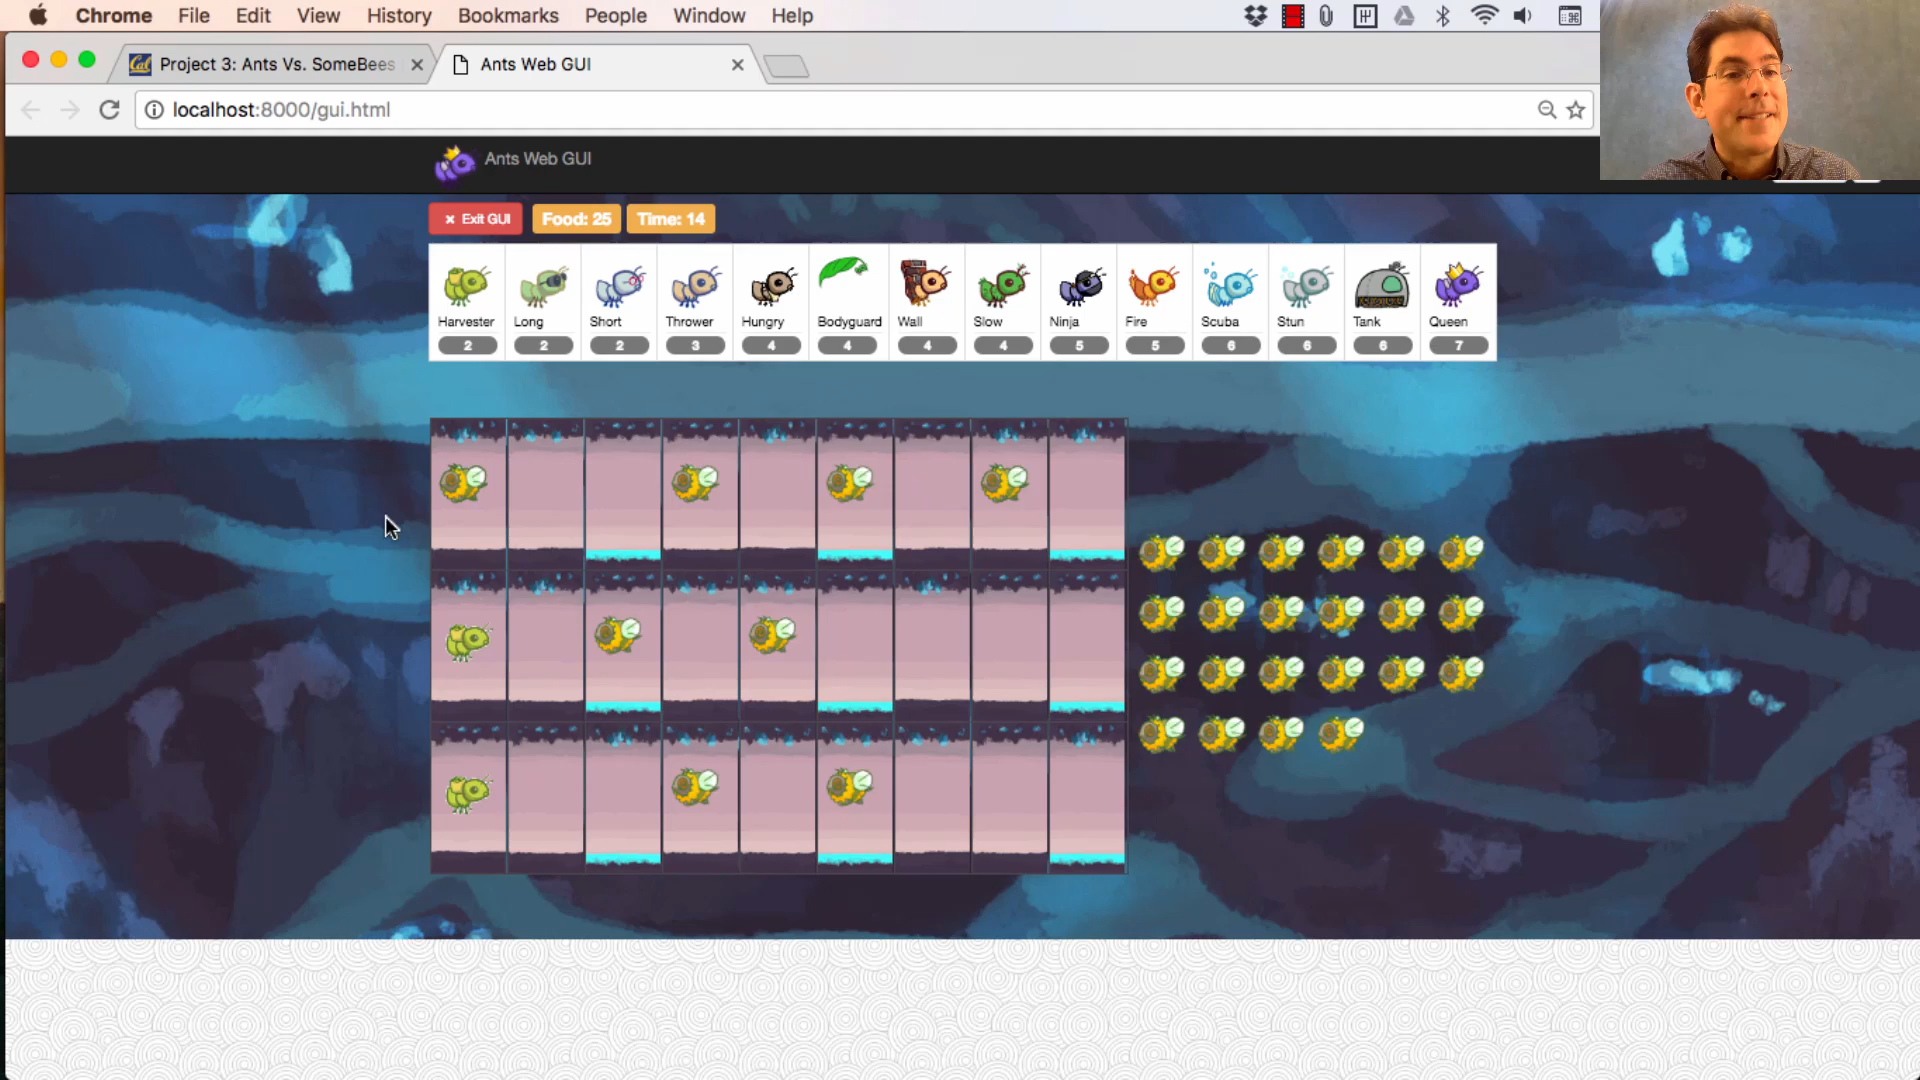 Chrome File Edit View History Bookmarks People Window Help
Cal Project 3: Ants Vs. SomeBees Ants Web GUI
localhost:8000/gui.html
Ants Web GUI
× Exit GUI Food: 25 Time: 14
Harvester Long Short Thrower Hungry Bodyguard Wall Slow Ninja Fire Scuba Stun Tank Queen
2 2 2 3 4 4 4 4 5 5 6 6 6 7